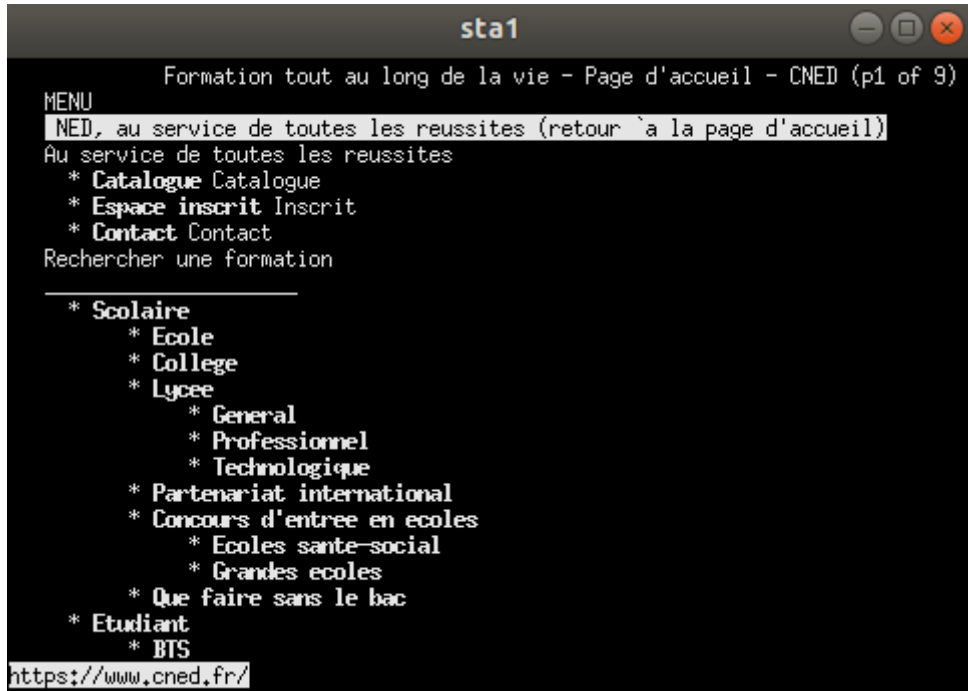 sta1
Formation tout au long de la vie - Page d'accueil - CNED (p1 of 9)
MENU
NED, au service de toutes les reussites (retour `a la page d'accueil)
Au service de toutes les reussites
* Catalogue Catalogue
* Espace inscrit Inscrit
* Contact Contact
Rechercher une formation
____________________
* Scolaire
* Ecole
* College
* Lycee
* General
* Professionnel
* Technologique
* Partenariat international
* Concours d'entree en ecoles
* Ecoles sante-social
* Grandes ecoles
* Que faire sans le bac
* Etudiant
* BTS
https://www.cned.fr/